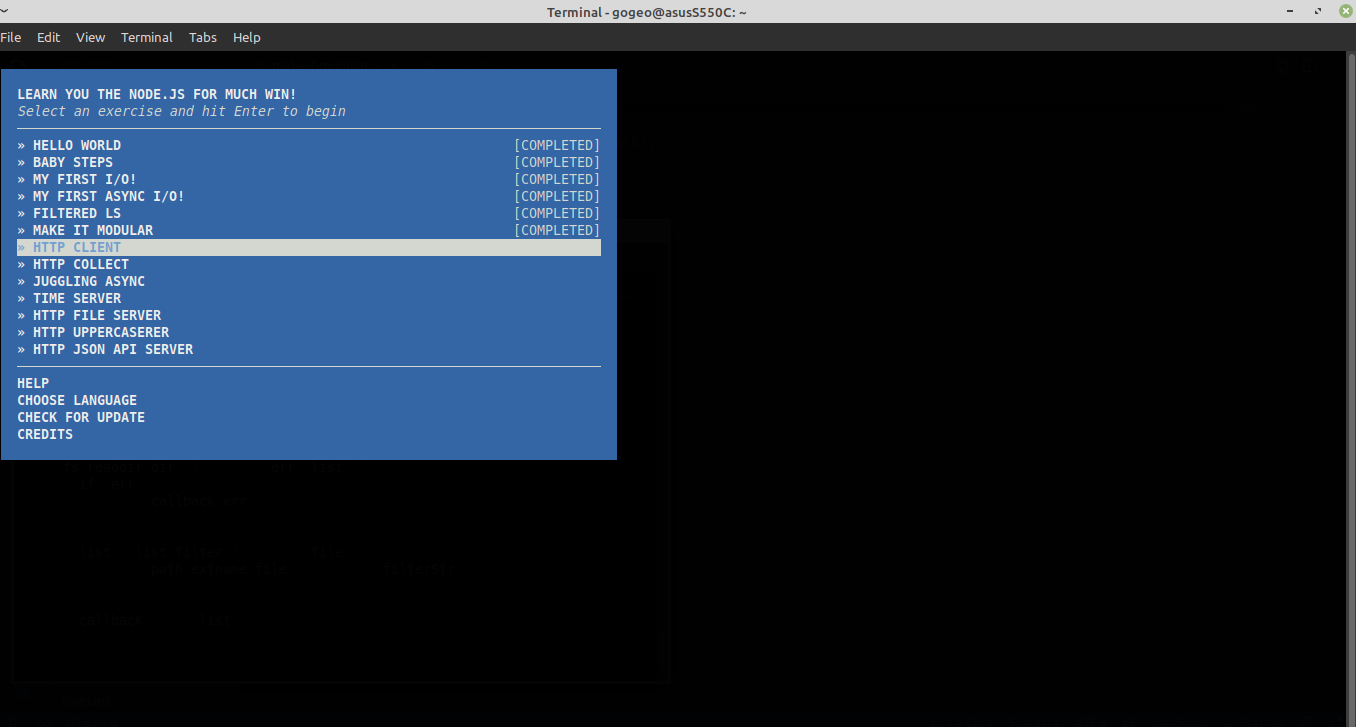 Terminal - gogeo@asusS550C: ~
File Edit View Terminal Tabs Help
LEARN YOU THE NODE.JS FOR MUCH WIN!
Select an exercise and hit Enter to begin
» HELLO WORLD [COMPLETED]
» BABY STEPS [COMPLETED]
» MY FIRST I/O! [COMPLETED]
» MY FIRST ASYNC I/O! [COMPLETED]
» FILTERED LS [COMPLETED]
» MAKE IT MODULAR [COMPLETED]
» HTTP CLIENT
» HTTP COLLECT
» JUGGLING ASYNC
» TIME SERVER
» HTTP FILE SERVER
» HTTP UPPERCASERER
» HTTP JSON API SERVER
HELP
CHOOSE LANGUAGE
CHECK FOR UPDATE
CREDITS